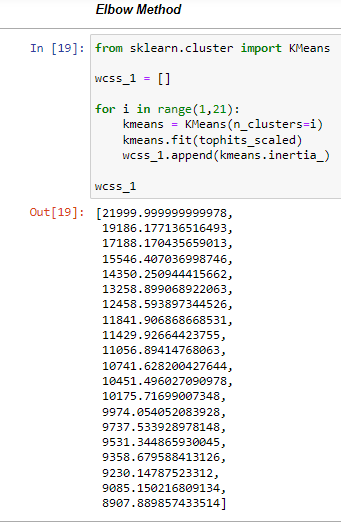 Elbow Method
In [19]: from sklearn.cluster import KMeans
wcss_1 = []
for i in range(1,21):
    kmeans = KMeans(n_clusters=i)
    kmeans.fit(tophits_scaled)
    wcss_1.append(kmeans.inertia_)
wcss_1
Out[19]: [21999.999999999978,
19186.177136516493,
17188.170435659013,
15546.407036998746,
14350.250944415662,
13258.899068922063,
12458.593897344526,
11841.906868668531,
11429.92664423755,
11056.89414768063,
10741.628200427644,
10451.496027090978,
10175.71699007348,
9974.054052083928,
9737.533928978148,
9531.344865930045,
9358.679588413126,
9230.14787523312,
9085.150216809134,
8907.889857433514]